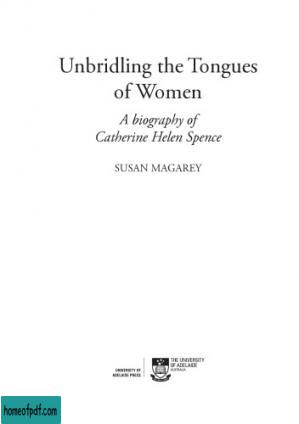 Unbridling the Tongues
of Women
A biography of
Catherine Helen Spence
SUSAN MAGAREY
UNIVERSITY OF
ADELAIDE PRESS
THE UNIVERSITY
OF ADELAIDE
AUSTRALIA
homeofpdf.com